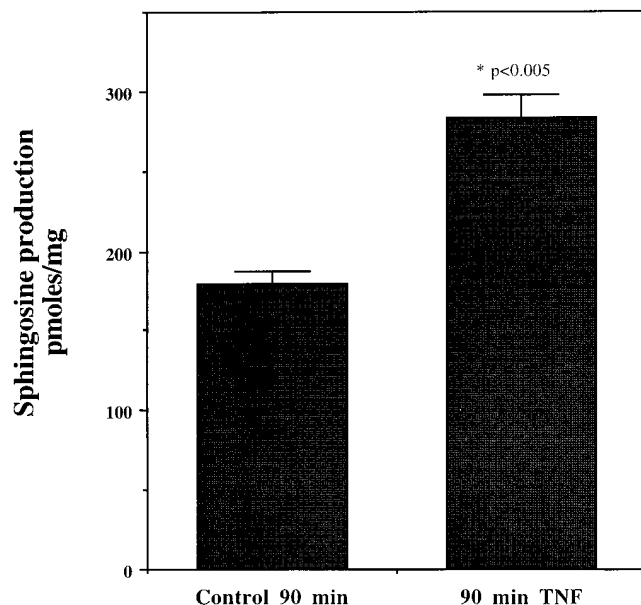 Sphingosine production
pmoles/mg
300
200
100
0
* p<0.005
Control 90 min
90 min TNF